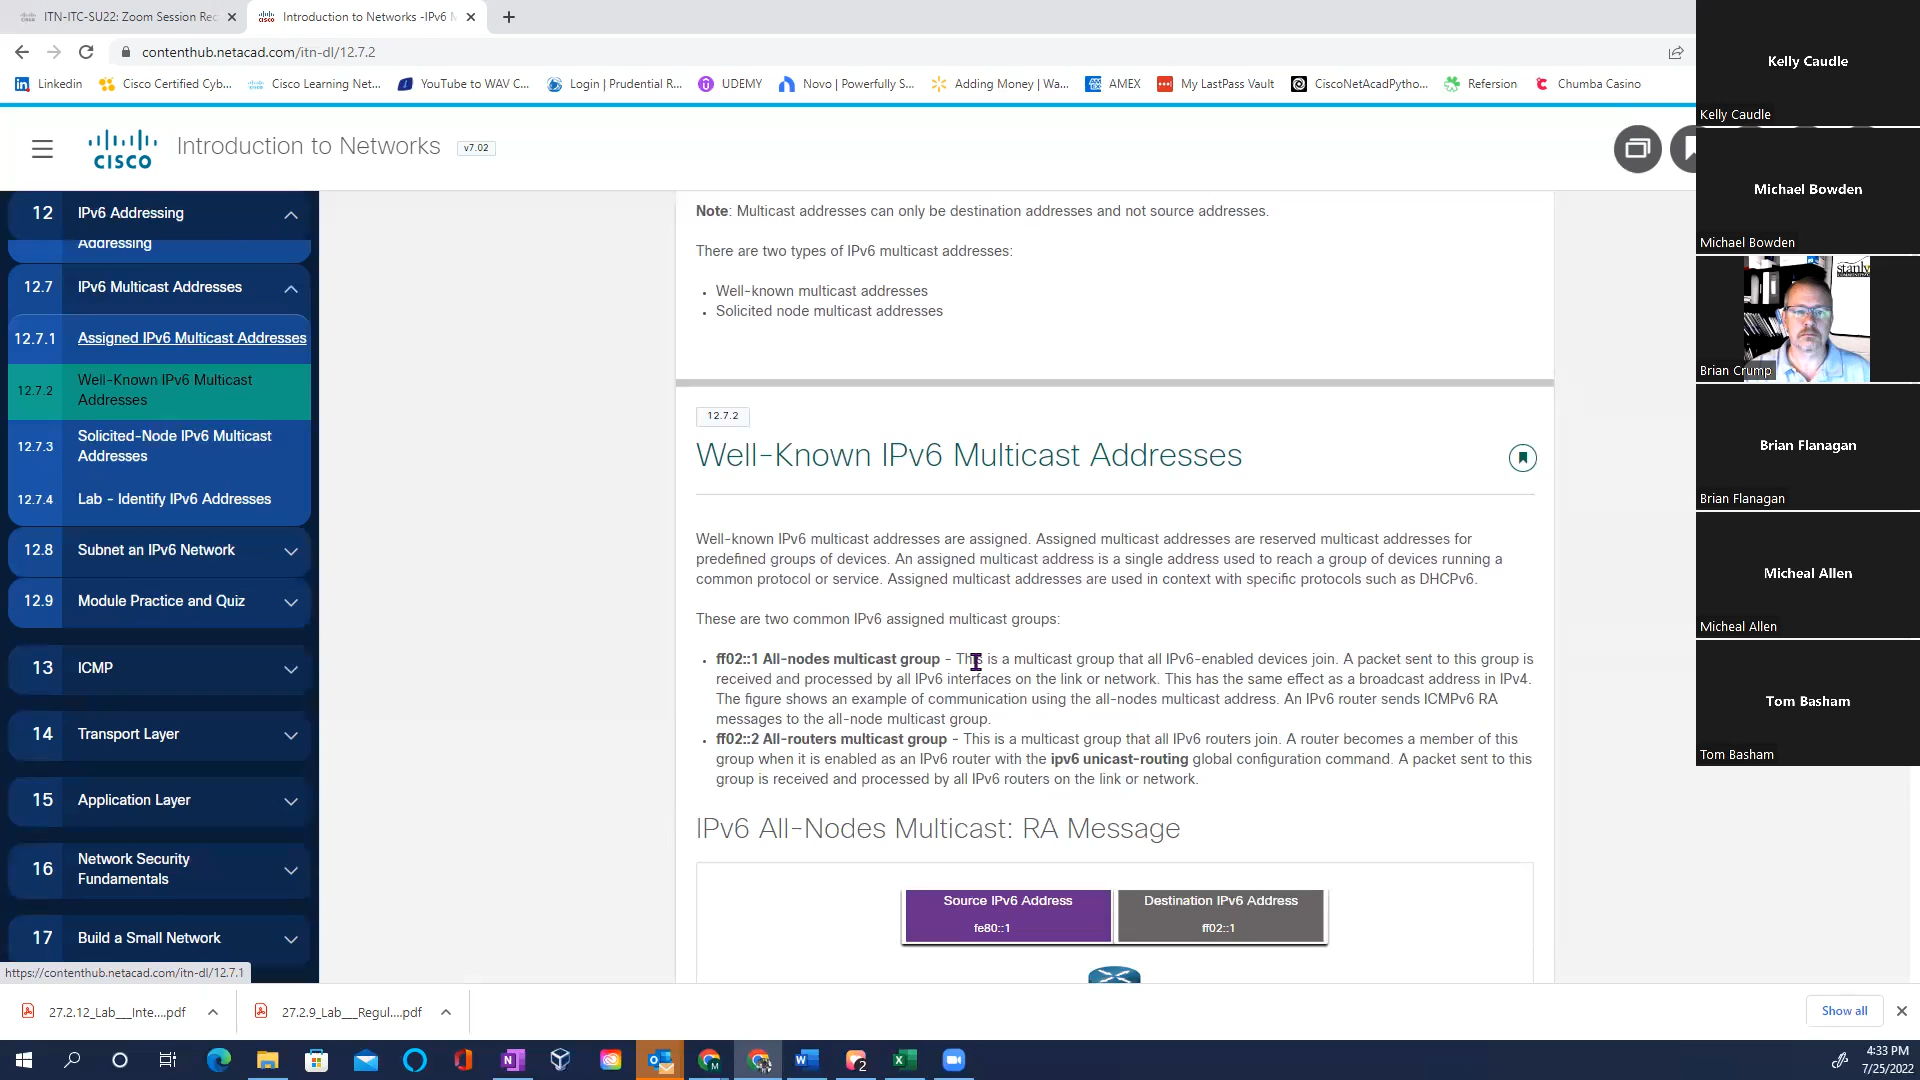 ITN-ITC-SU22: Zoom Session Rec
Introduction to Networks -IPv6 M
contenthub.netacad.com/itn-dl/12.7.2
Linkedin
Cisco Certified Cyb...
Cisco Learning Net...
YouTube to WAV C...
Login | Prudential R...
UDEMY
Novo | Powerfully S...
Adding Money | Wa...
AMEX
My LastPass Vault
CiscoNetAcadPytho...
Refersion
Chumba Casino
CISCO
Introduction to Networks
v7.02
12 IPv6 Addressing
Addressing
12.7 IPv6 Multicast Addresses
12.7.1 Assigned IPv6 Multicast Addresses
12.7.2 Well-Known IPv6 Multicast
Addresses
12.7.3 Solicited-Node IPv6 Multicast
Addresses
12.7.4 Lab - Identify IPv6 Addresses
12.8 Subnet an IPv6 Network
12.9 Module Practice and Quiz
13 ICMP
14 Transport Layer
15 Application Layer
16 Network Security
Fundamentals
17 Build a Small Network
https://contenthub.netacad.com/itn-dl/12.7.1
Note: Multicast addresses can only be destination addresses and not source addresses.
There are two types of IPv6 multicast addresses:
Well-known multicast addresses
Solicited node multicast addresses
12.7.2
Well-Known IPv6 Multicast Addresses
Well-known IPv6 multicast addresses are assigned. Assigned multicast addresses are reserved multicast addresses for
predefined groups of devices. An assigned multicast address is a single address used to reach a group of devices running a
common protocol or service. Assigned multicast addresses are used in context with specific protocols such as DHCPv6.
These are two common IPv6 assigned multicast groups:
ff02::1 All-nodes multicast group - This is a multicast group that all IPv6-enabled devices join. A packet sent to this group is
received and processed by all IPv6 interfaces on the link or network. This has the same effect as a broadcast address in IPv4.
The figure shows an example of communication using the all-nodes multicast address. An IPv6 router sends ICMPv6 RA
messages to the all-node multicast group.
ff02::2 All-routers multicast group - This is a multicast group that all IPv6 routers join. A router becomes a member of this
group when it is enabled as an IPv6 router with the ipv6 unicast-routing global configuration command. A packet sent to this
group is received and processed by all IPv6 routers on the link or network.
IPv6 All-Nodes Multicast: RA Message
Source IPv6 Address
fe80::1
Destination IPv6 Address
ff02::1
Kelly Caudle
Kelly Caudle
Michael Bowden
Michael Bowden
stanly
Brian Crump
Brian Flanagan
Brian Flanagan
Micheal Allen
Micheal Allen
Tom Basham
Tom Basham
27.2.12_Lab___Inte....pdf
27.2.9_Lab___Regul....pdf
Show all
2
4:33 PM
7/25/2022